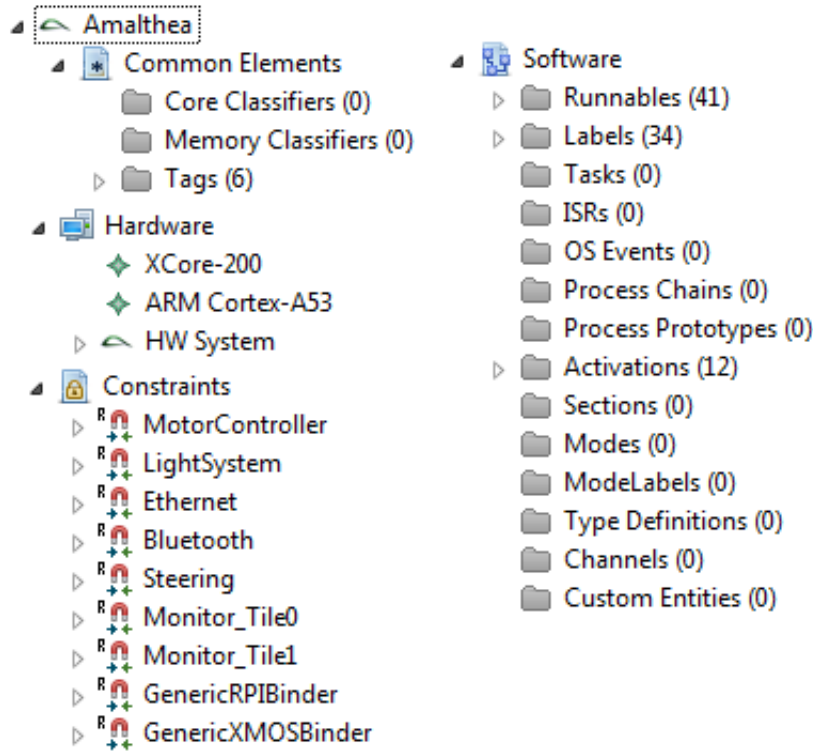 Amalthea
Common Elements
Core Classifiers (0)
Memory Classifiers (0)
Tags (6)
Hardware
XCore-200
ARM Cortex-A53
HW System
Constraints
R MotorController
R LightSystem
R Ethernet
R Bluetooth
R Steering
R Monitor_Tile0
R Monitor_Tile1
R GenericRPIBinder
R GenericXMOSBinder
Software
Runnables (41)
Labels (34)
Tasks (0)
ISRs (0)
OS Events (0)
Process Chains (0)
Process Prototypes (0)
Activations (12)
Sections (0)
Modes (0)
ModeLabels (0)
Type Definitions (0)
Channels (0)
Custom Entities (0)